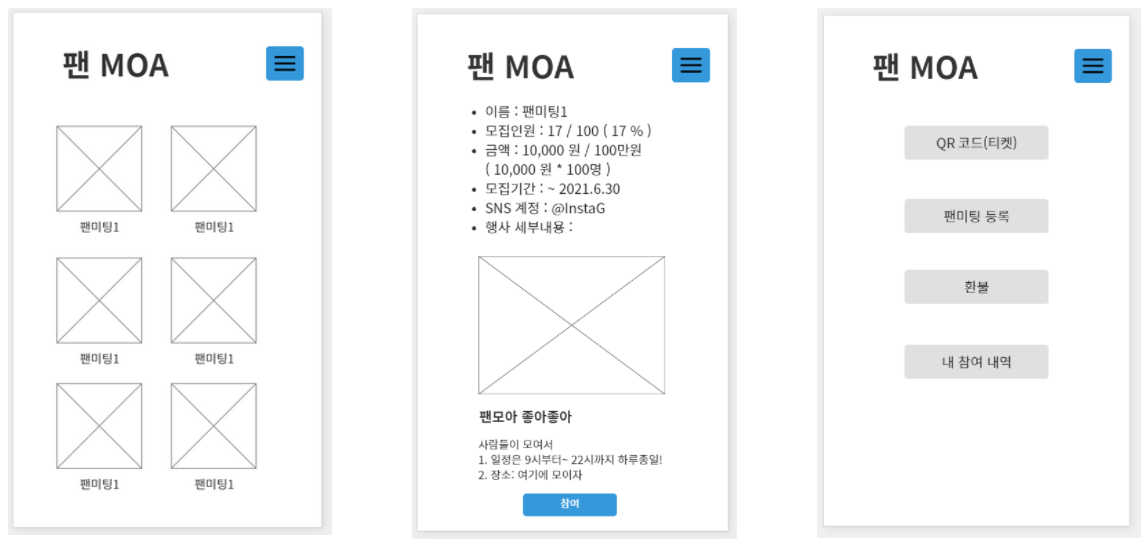 팬 MOA
팬미팅1
팬미팅1
팬미팅1
팬미팅1
팬미팅1
팬미팅1
팬 MOA
• 이름 : 팬미팅1
• 모집인원 : 17 / 100 ( 17 % )
• 금액 : 10,000 원 / 100만원
( 10,000 원 * 100명 )
• 모집기간 : ~ 2021.6.30
• SNS 계정 : @InstaG
• 행사 세부내용 :
팬모아 좋아좋아
사람들이 모여서
1. 일정은 9시부터~ 22시까지 하루종일!
2. 장소: 여기에 모이자
참여
팬 MOA
QR 코드(티켓)
팬미팅 등록
환불
내 참여 내역